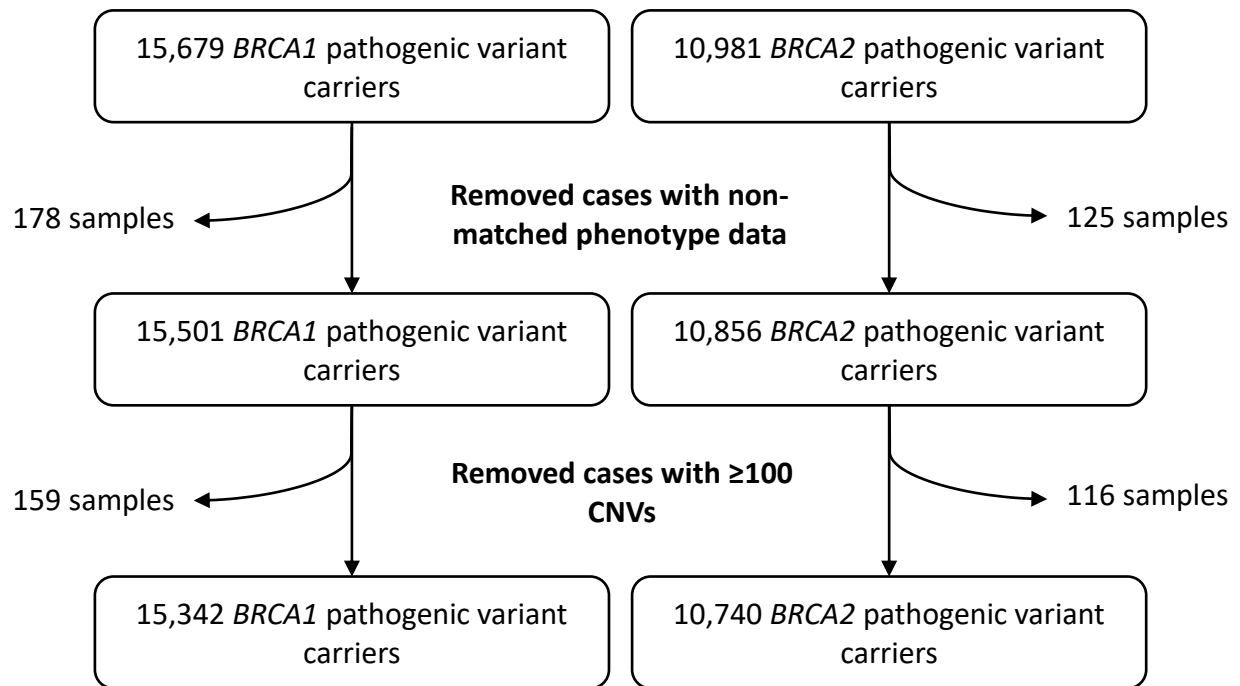 15,679 BRCA1 pathogenic variant
carriers
10,981 BRCA2 pathogenic variant
carriers
178 samples
Removed cases with non-
matched phenotype data
125 samples
15,501 BRCA1 pathogenic variant
carriers
10,856 BRCA2 pathogenic variant
carriers
159 samples
Removed cases with ≥100
CNVs
116 samples
15,342 BRCA1 pathogenic variant
carriers
10,740 BRCA2 pathogenic variant
carriers